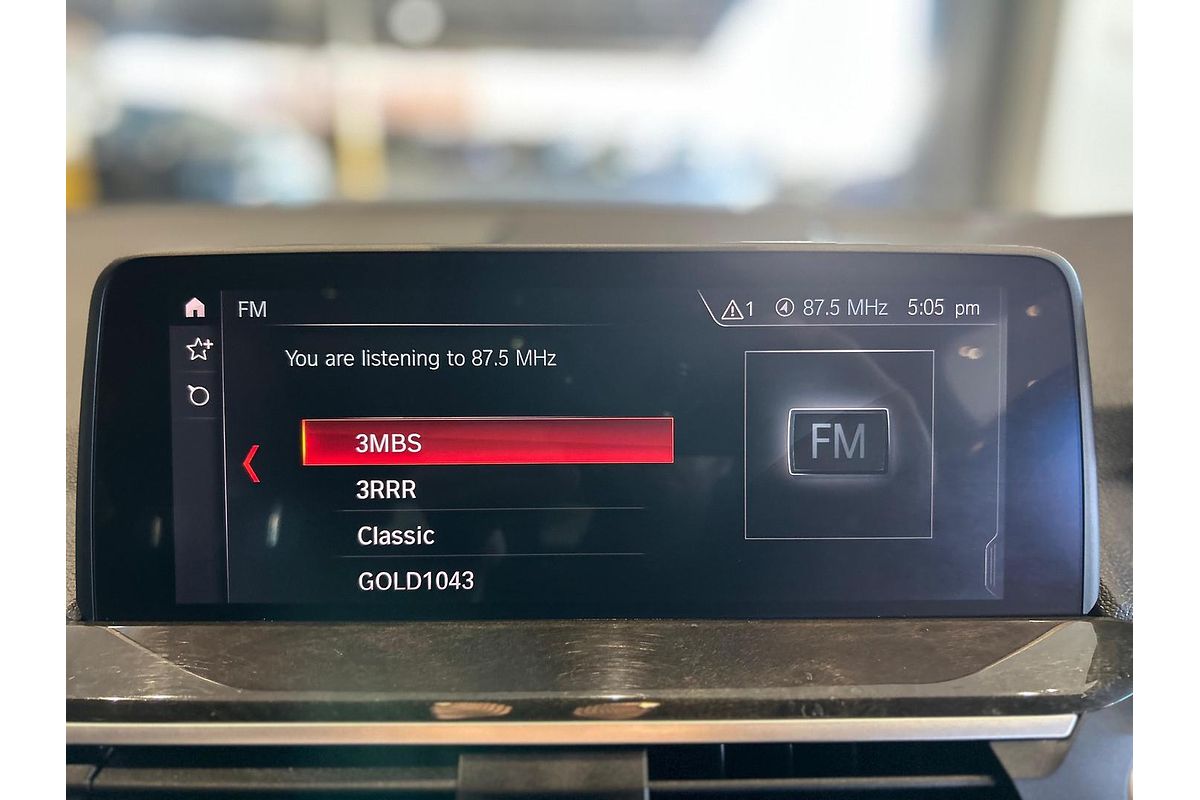 FM
1 87.5 MHz 5:05 pm
You are listening to 87.5 MHz
3MBS
3RRR
Classic
GOLD1043
FM